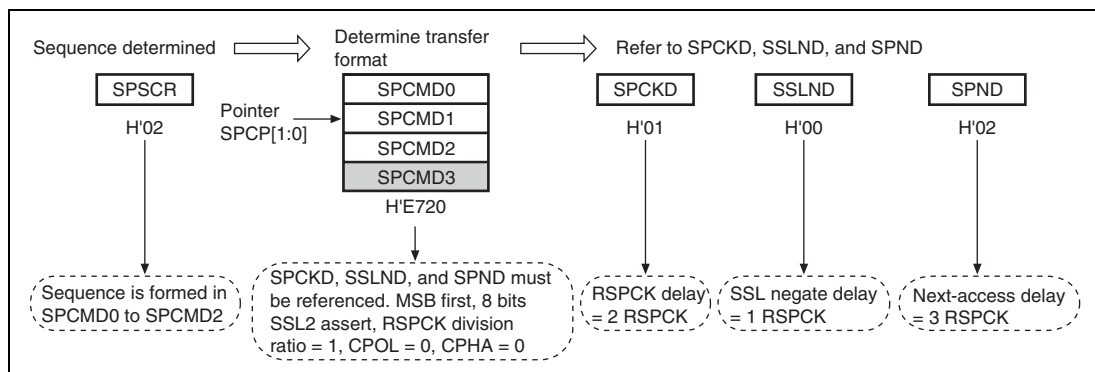 Sequence determined
Determine transfer
format
Refer to SPCKD, SSLND, and SPND
SPSCR
H'02
Pointer
SPCP[1:0]
SPCMD0
SPCMD1
SPCMD2
SPCMD3
H'E720
SPCKD
H'01
SSLND
H'00
SPND
H'02
Sequence is formed in
SPCMD0 to SPCMD2
SPCKD, SSLND, and SPND must
be referenced. MSB first, 8 bits
SSL2 assert, RSPCK division
ratio = 1, CPOL = 0, CPHA = 0
RSPCK delay
= 2 RSPCK
SSL negate delay
= 1 RSPCK
Next-access delay
= 3 RSPCK